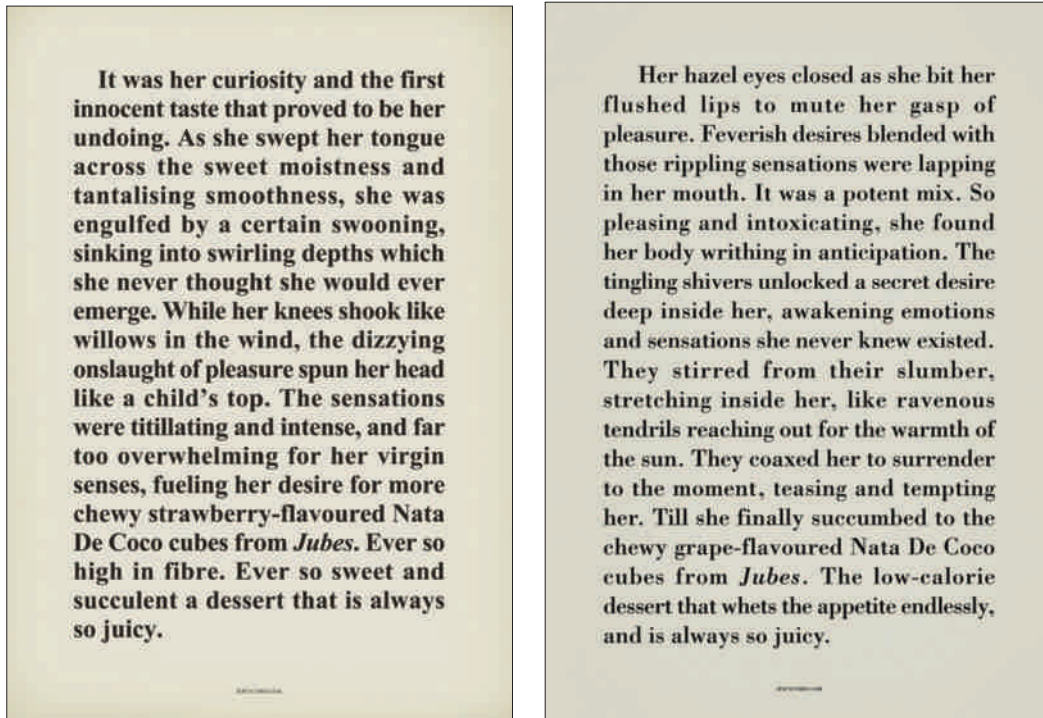 It was her curiosity and the first
innocent taste that proved to be her
undoing. As she swept her tongue
across the sweet moistness and
tantalising smoothness, she was
engulfed by a certain swooning,
sinking into swirling depths which
she never thought she would ever
emerge. While her knees shook like
willows in the wind, the dizzying
onslaught of pleasure spun her head
like a child's top. The sensations
were titillating and intense, and far
too overwhelming for her virgin
senses, fueling her desire for more
chewy strawberry-flavoured Nata
De Coco cubes from Jubes. Ever so
high in fibre. Ever so sweet and
succulent a dessert that is always
so juicy.
Her hazel eyes closed as she bit her
flushed lips to mute her gasp of
pleasure. Feverish desires blended with
those rippling sensations were lapping
in her mouth. It was a potent mix. So
pleasing and intoxicating, she found
her body writhing in anticipation. The
tingling shivers unlocked a secret desire
deep inside her, awakening emotions
and sensations she never knew existed.
They stirred from their slumber,
stretching inside her, like ravenous
tendrils reaching out for the warmth of
the sun. They coaxed her to surrender
to the moment, teasing and tempting
her. Till she finally succumbed to the
chewy grape-flavoured Nata De Coco
cubes from Jubes. The low-calorie
dessert that whets the appetite endlessly,
and is always so juicy.